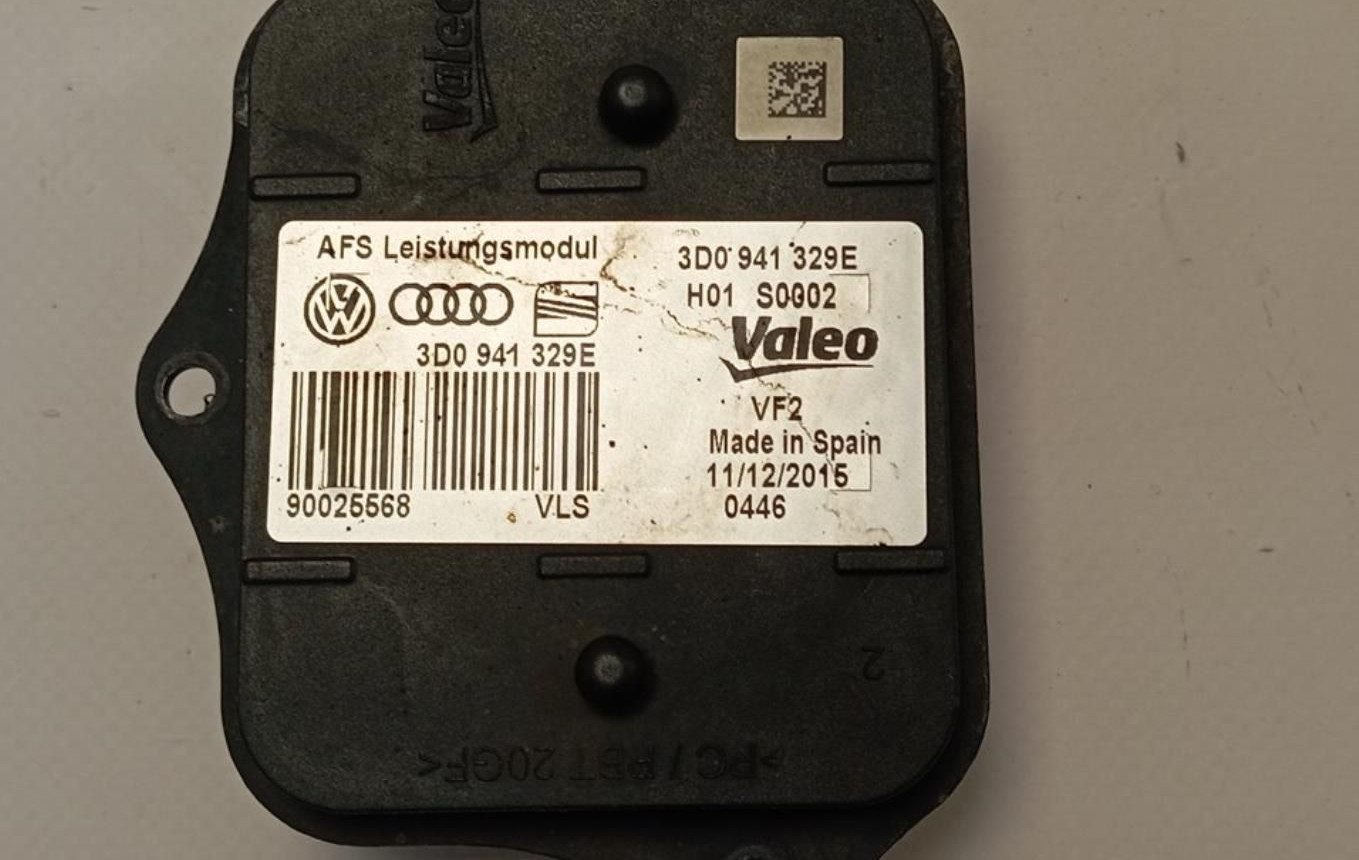 Valeo
AFS Leistungsmodul
3D0 941 329E
90025568 VLS
3D0 941 329E
H01 S0002
Valeo
VF2
Made in Spain
11/12/2015
0446
2
>PC / PBT 20GF<